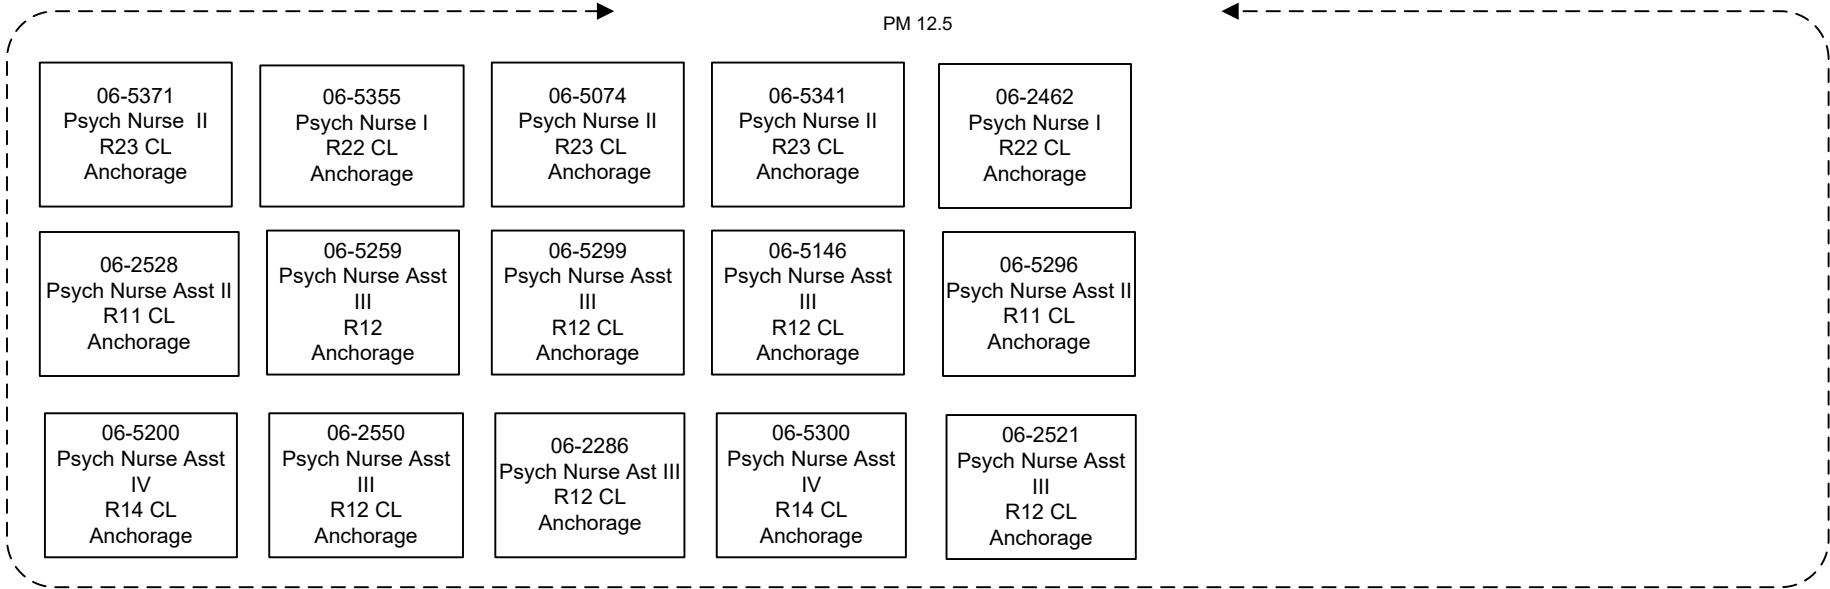 PM 12.5
06-5371
Psych Nurse  II
R23 CL
Anchorage
06-5355
Psych Nurse I
R22 CL
Anchorage
06-5074
Psych Nurse II
R23 CL
Anchorage
06-5341
Psych Nurse II
R23 CL
Anchorage
06-2462
Psych Nurse I
R22 CL
Anchorage
06-2528
Psych Nurse Asst II
R11 CL
Anchorage
06-5259
Psych Nurse Asst
III
R12
Anchorage
06-5299
Psych Nurse Asst
III
R12 CL
Anchorage
06-5146
Psych Nurse Asst
III
R12 CL
Anchorage
06-5296
Psych Nurse Asst II
R11 CL
Anchorage
06-5200
Psych Nurse Asst
IV
R14 CL
Anchorage
06-2550
Psych Nurse Asst
III
R12 CL
Anchorage
06-2286
Psych Nurse Ast III
R12 CL
Anchorage
06-5300
Psych Nurse Asst
IV
R14 CL
Anchorage
06-2521
Psych Nurse Asst
III
R12 CL
Anchorage